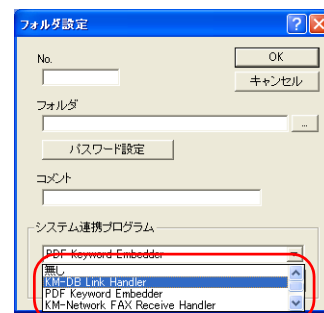 フォルダ設定
No.
OK
キャンセル
フォルダ
...
パスワード設定
コメント
システム連携プログラム
PDF Keyword Embedder
無し
KM-DB Link Handler
PDF Keyword Embedder
KM-Network FAX Receive Handler